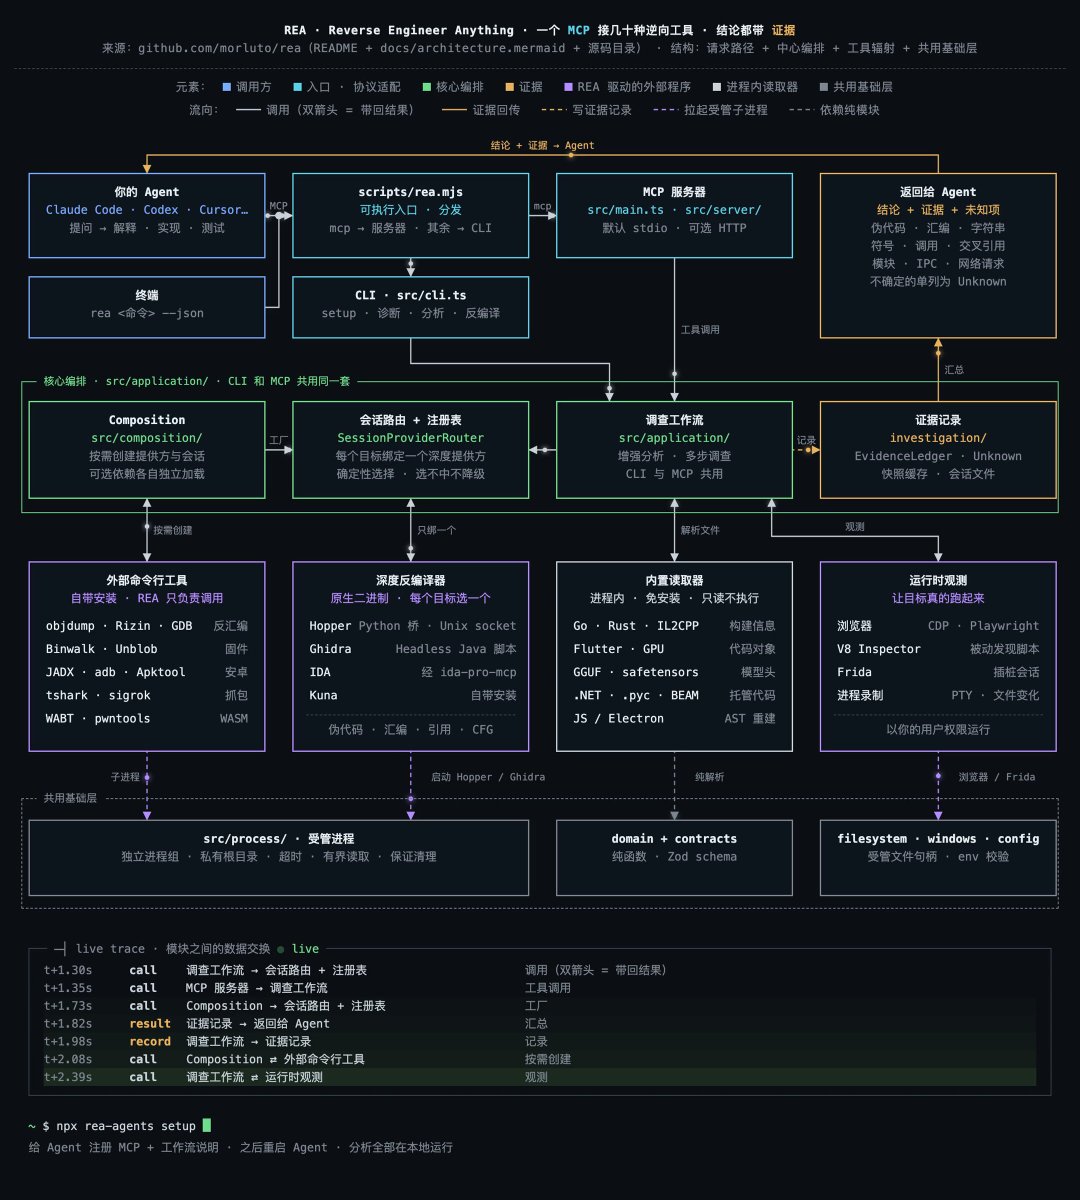 REA · Reverse Engineer Anything · 一个 MCP 接几十种逆向工具 · 结论都带 证据
来源: github.com/morluto/rea (README + docs/architecture.mermaid + 源码目录) · 结构: 请求路径 + 中心编排 + 工具辐射 + 共用基础层
元素: 调用方 入口 · 协议适配 核心编排 证据 REA 驱动的外部程序 进程内读取器 共用基础层
流向: 调用 (双箭头 = 带回结果) 证据回传 写证据记录 拉起受管子进程 依赖纯模块
结论 + 证据 → Agent
你的 Agent
Claude Code · Codex · Cursor…
提问 → 解释 · 实现 · 测试
MCP
scripts/rea.mjs
可执行入口 · 分发
mcp → 服务器 · 其余 → CLI
mcp
MCP 服务器
src/main.ts · src/server/
默认 stdio · 可选 HTTP
返回给 Agent
结论 + 证据 + 未知项
伪代码 · 汇编 · 字符串
符号 · 调用 · 交叉引用
模块 · IPC · 网络请求
不确定的单列为 Unknown
终端
rea <命令> --json
CLI · src/cli.ts
setup · 诊断 · 分析 · 反编译
工具调用
汇总
核心编排 · src/application/ · CLI 和 MCP 共用同一套
Composition
src/composition/
按需创建提供方与会话
可选依赖各自独立加载
工厂
会话路由 + 注册表
SessionProviderRouter
每个目标绑定一个深度提供方
确定性选择 · 选不中不降级
调查工作流
src/application/
增强分析 · 多步调查
CLI 与 MCP 共用
记录
证据记录
investigation/
EvidenceLedger · Unknown
快照缓存 · 会话文件
按需创建
只绑一个
解析文件
观测
外部命令行工具
自带安装 · REA 只负责调用
objdump · Rizin · GDB 反汇编
Binwalk · Unblob 固件
JADX · adb · Apktool 安卓
tshark · sigrok 抓包
WABT · pwntools WASM
深度反编译器
原生二进制 · 每个目标选一个
Hopper Python 桥 · Unix socket
Ghidra Headless Java 脚本
IDA 经 ida-pro-mcp
Kuna 自带安装
伪代码 · 汇编 · 引用 · CFG
内置读取器
进程内 · 免安装 · 只读不执行
Go · Rust · IL2CPP 构建信息
Flutter · GPU 代码对象
GGUF · safetensors 模型头
.NET · .pyc · BEAM 托管代码
JS / Electron AST 重建
运行时观测
让目标真的跑起来
浏览器 CDP · Playwright
V8 Inspector 被动发现脚本
Frida 插桩会话
进程录制 PTY · 文件变化
以你的用户权限运行
子进程
启动 Hopper / Ghidra
纯解析
浏览器 / Frida
共用基础层
src/process/ · 受管进程
独立进程组 · 私有根目录 · 超时 · 有界读取 · 保证清理
domain + contracts
纯函数 · Zod schema
filesystem · windows · config
受管文件句柄 · env 校验
live trace · 模块之间的数据交换 ● live
t+1.30s call 调查工作流 → 会话路由 + 注册表 调用 (双箭头 = 带回结果)
t+1.35s call MCP 服务器 → 调查工作流 工具调用
t+1.73s call Composition → 会话路由 + 注册表 工厂
t+1.82s result 证据记录 → 返回给 Agent 汇总
t+1.98s record 调查工作流 → 证据记录 记录
t+2.08s call Composition ⇄ 外部命令行工具 按需创建
t+2.39s call 调查工作流 ⇄ 运行时观测 观测
~ $ npx rea-agents setup
给 Agent 注册 MCP + 工作流说明 · 之后重启 Agent · 分析全部在本地运行